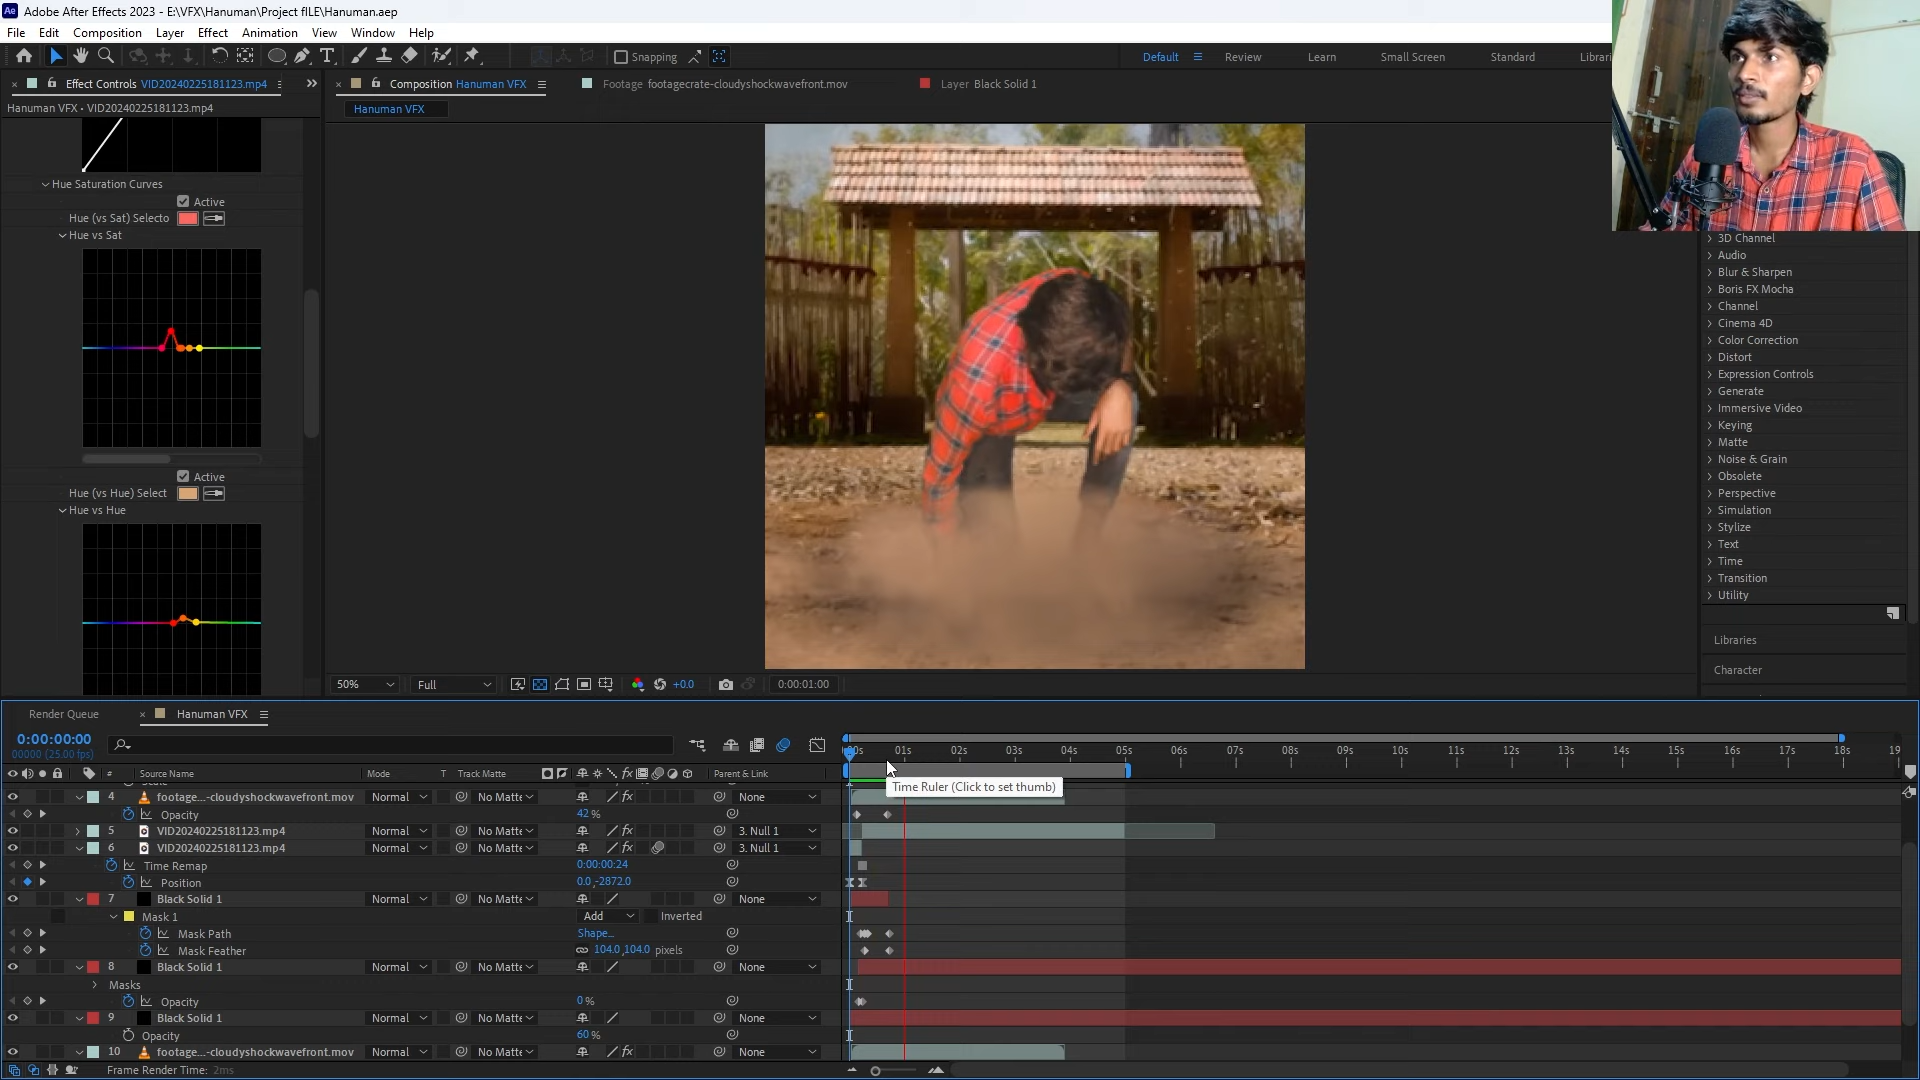 Adobe After Effects 2023 - E:\VFX\Hanuman\Project fILE\Hanuman.aep
File Edit Composition Layer Effect Animation View Window Help
Snapping Default Review Learn Small Screen Standard
Effect Controls VID20240225181123.mp4 Composition Hanuman VFX Footage footagecrate-cloudyshockwavefront.mov Layer Black Solid 1
Hanuman VFX • VID20240225181123.mp4 Hanuman VFX
Hue Saturation Curves
Active
Hue (vs Sat) Selecto
Hue vs Sat
Active
Hue (vs Hue) Select
Hue vs Hue
3D Channel
Audio
Blur & Sharpen
Boris FX Mocha
Channel
Cinema 4D
Color Correction
Distort
Expression Controls
Generate
Immersive Video
Keying
Matte
Noise & Grain
Obsolete
Perspective
Simulation
Stylize
Text
Time
Transition
Utility
Libraries
Character
50% Full +0.0 0:00:01:00
Render Queue Hanuman VFX
0:00:00:00
00000 (25.00 fps)
01s 02s 03s 04s 05s 06s 07s 08s 09s 10s 11s 12s 13s 14s 15s 16s 17s 18s 19
# Source Name Mode T Track Matte Parent & Link
Time Ruler (Click to set thumb)
4 footage...-cloudyshockwavefront.mov Normal No Matte None
Opacity 42 %
5 VID20240225181123.mp4 Normal No Matte 3. Null 1
6 VID20240225181123.mp4 Normal No Matte 3. Null 1
Time Remap 0:00:00:24
Position 0.0,-2872.0
7 Black Solid 1 Normal No Matte None
Mask 1 Add Inverted
Mask Path Shape...
Mask Feather 104.0,104.0 pixels
8 Black Solid 1 Normal No Matte None
Masks
Opacity 0 %
9 Black Solid 1 Normal No Matte None
Opacity 60 %
10 footage...-cloudyshockwavefront.mov Normal No Matte None
Frame Render Time: 2ms